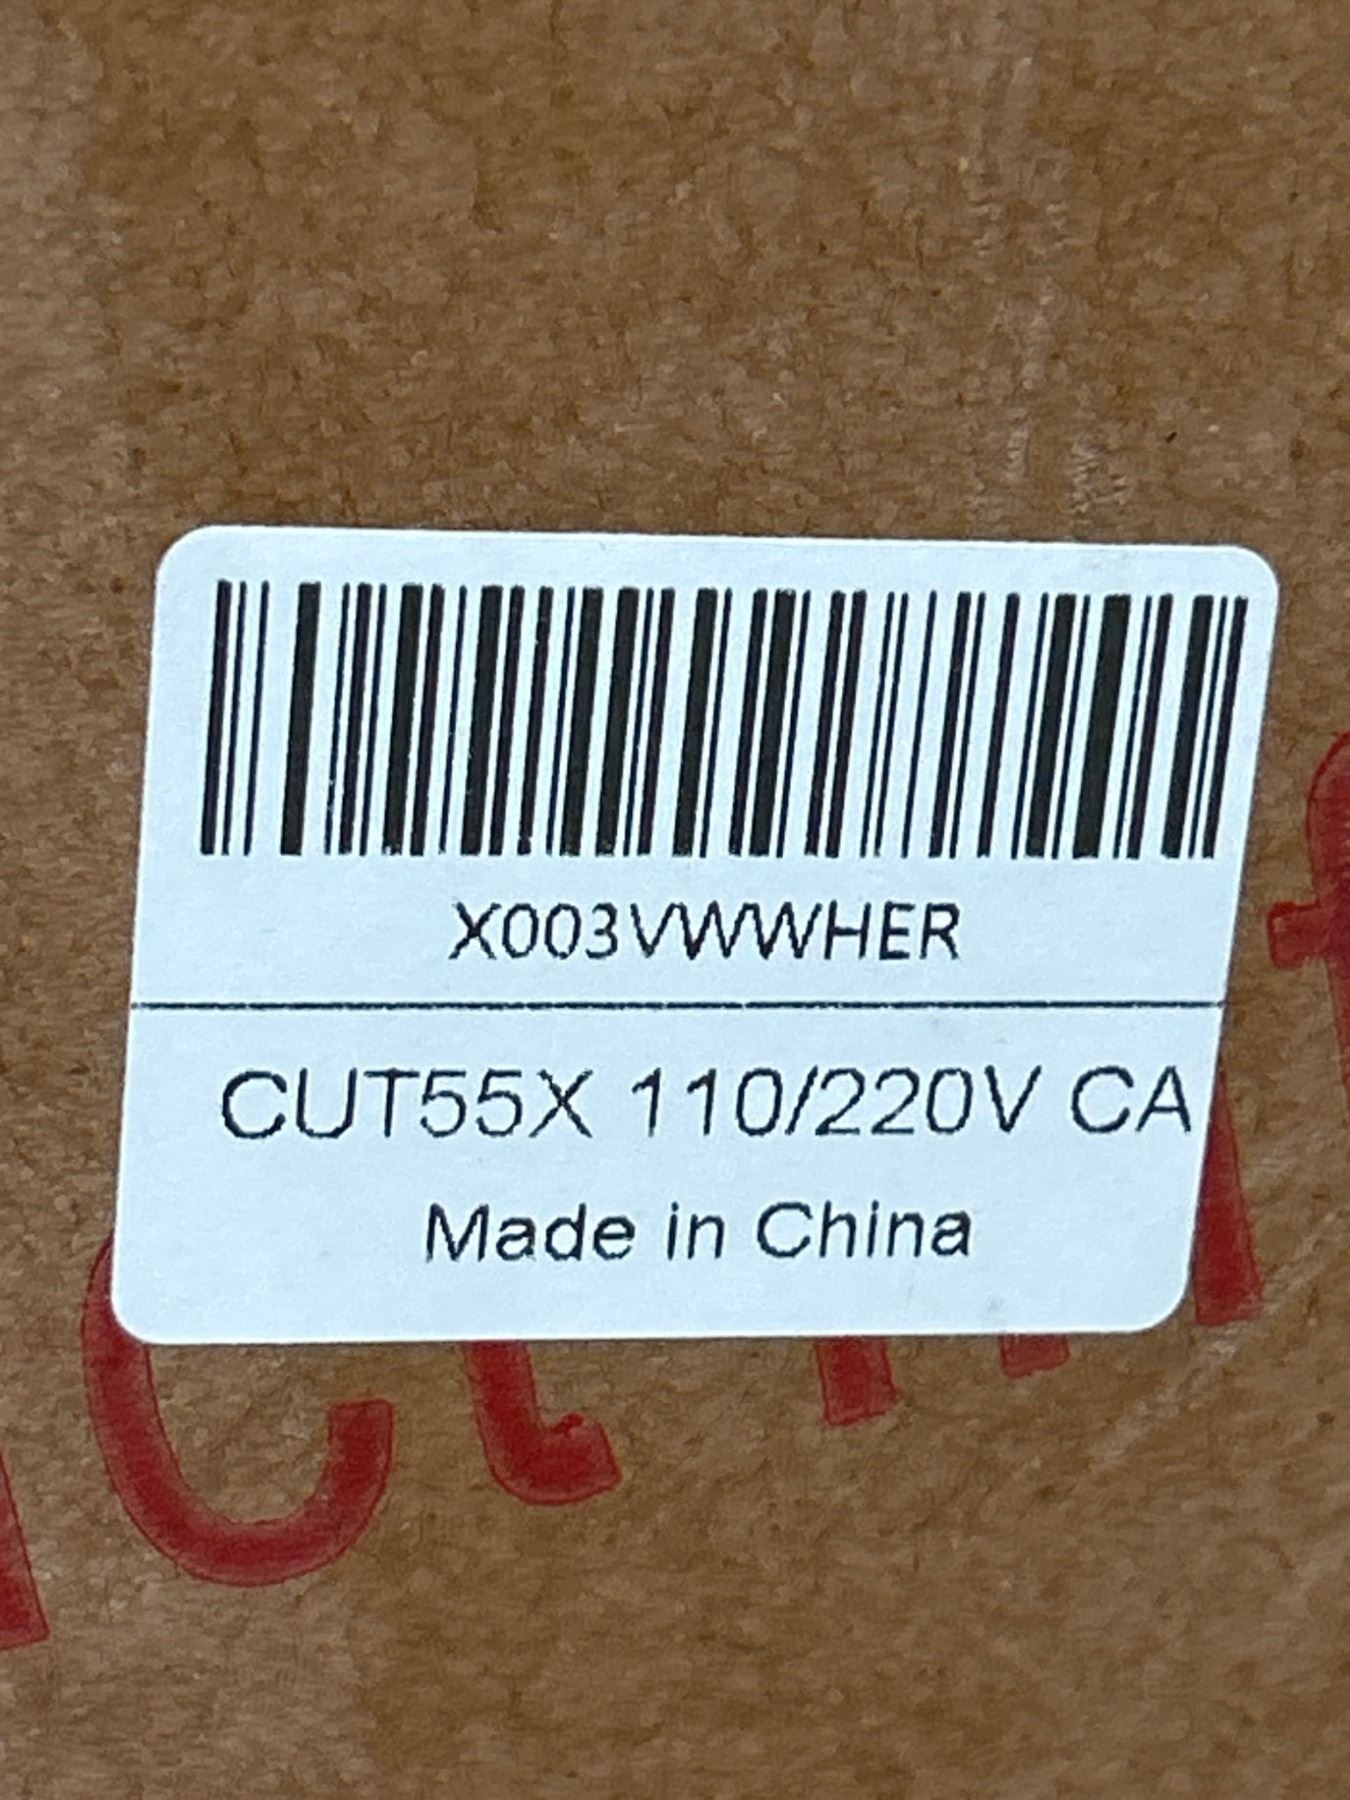 X003VWWHER
CUT55X 110/220V CA
Made in China